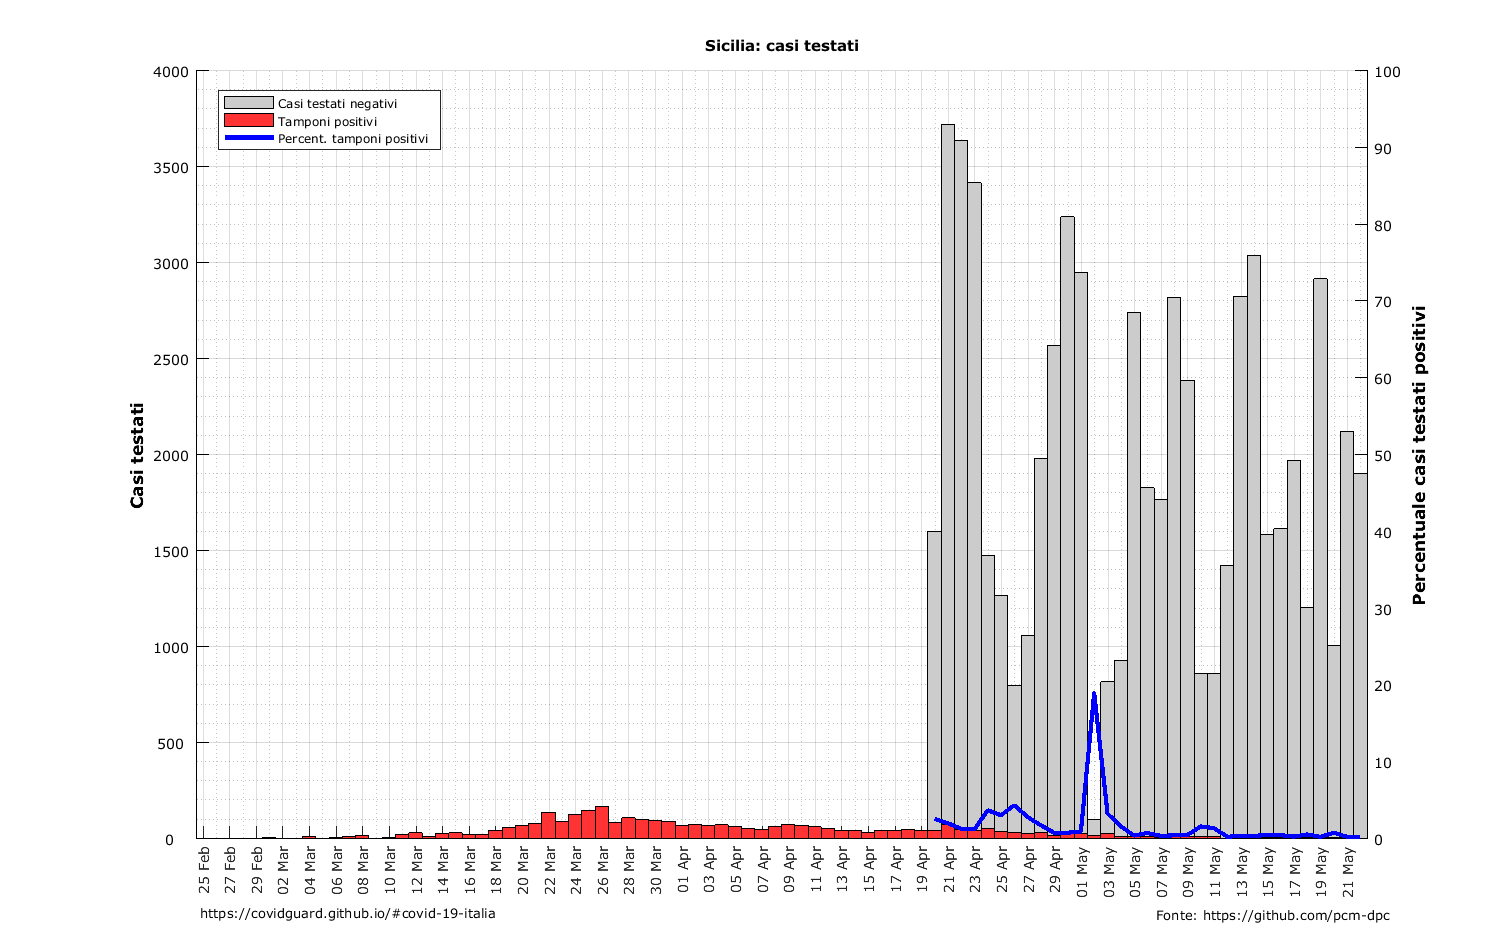 Sicilia: casi testati
Casi testati negativi
Tamponi positivi
Percent. tamponi positivi
Casi testati
4000
3500
3000
2500
2000
1500
1000
500
0
100
90
80
70
60
50
40
30
20
10
0
Percentuale casi testati positivi
25 Feb
27 Feb
29 Feb
02 Mar
04 Mar
06 Mar
08 Mar
10 Mar
12 Mar
14 Mar
16 Mar
18 Mar
20 Mar
22 Mar
24 Mar
26 Mar
28 Mar
30 Mar
01 Apr
03 Apr
05 Apr
07 Apr
09 Apr
11 Apr
13 Apr
15 Apr
17 Apr
19 Apr
21 Apr
23 Apr
25 Apr
27 Apr
29 Apr
01 May
03 May
05 May
07 May
09 May
11 May
13 May
15 May
17 May
19 May
21 May
https://covidguard.github.io/#covid-19-italia
Fonte: https://github.com/pcm-dpc